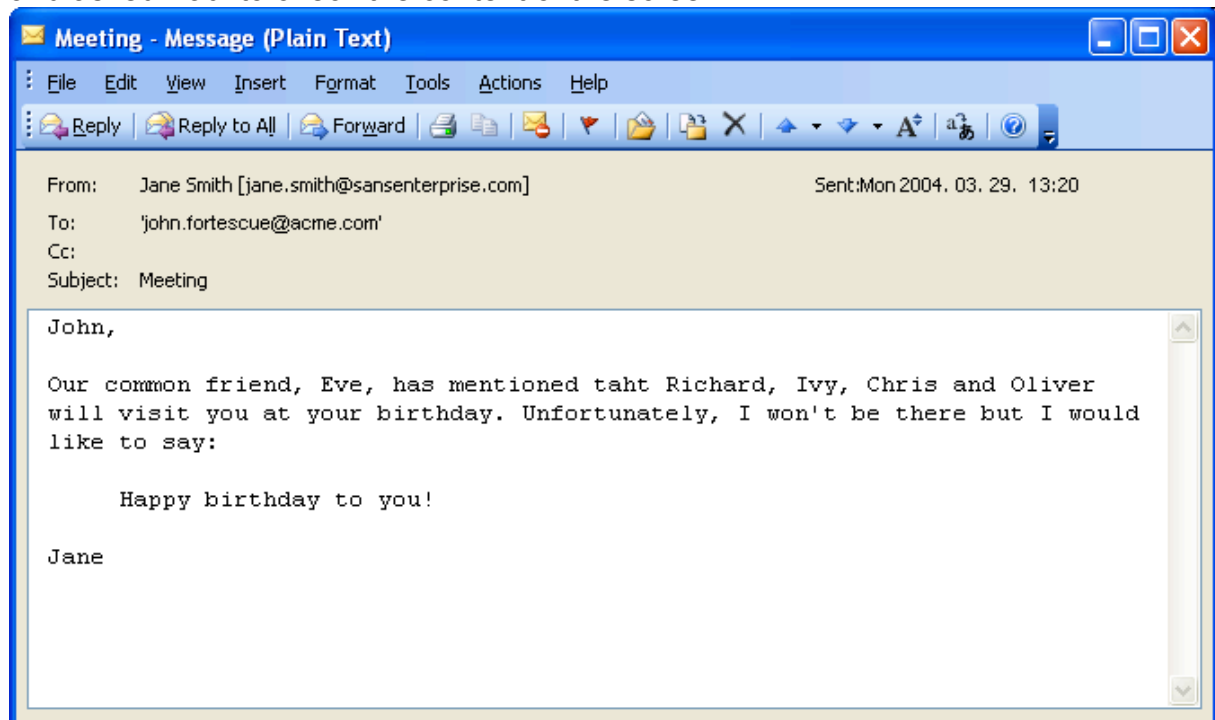 Meeting - Message (Plain Text)
File Edit View Insert Format Tools Actions Help
Reply Reply to All Forward
From: Jane Smith [jane.smith@sansenterprise.com] Sent:Mon 2004. 03. 29. 13:20
To: 'john.fortescue@acme.com'
Cc:
Subject: Meeting
John,
Our common friend, Eve, has mentioned taht Richard, Ivy, Chris and Oliver
will visit you at your birthday. Unfortunately, I won't be there but I would
like to say:
Happy birthday to you!
Jane